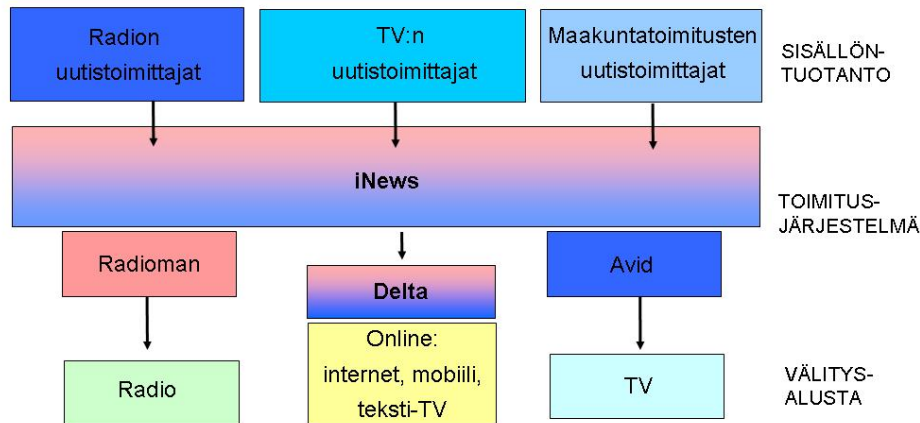 Radion
uutistoimittajat
TV:n
uutistoimittajat
Maakuntatoimitusten
uutistoimittajat
SISÄLLÖN-
TUOTANTO
iNews
TOIMITUS-
JÄRJESTELMÄ
Radioman
Delta
Avid
Radio
Online:
internet, mobiili,
teksti-TV
TV
VÄLITYS-
ALUSTA